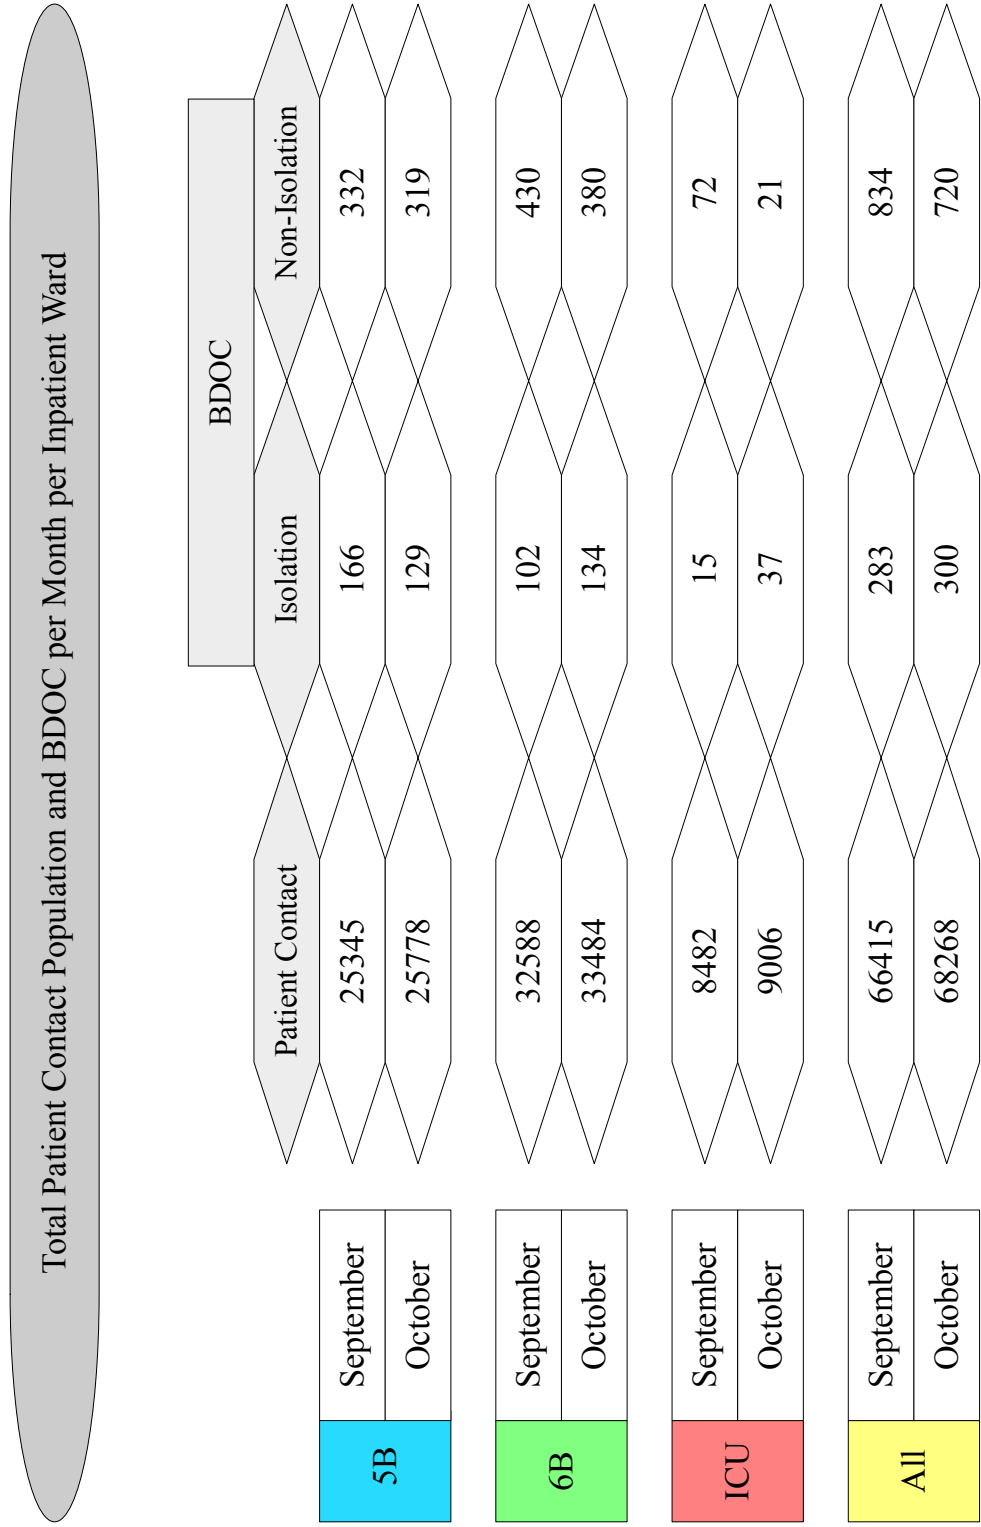 Total Patient Contact Population and BDOC per Month per Inpatient Ward
BDOC
Patient Contact Isolation Non-Isolation
5B September 25345 166 332
October 25778 129 319
6B September 32588 102 430
October 33484 134 380
ICU September 8482 15 72
October 9006 37 21
All September 66415 283 834
October 68268 300 720